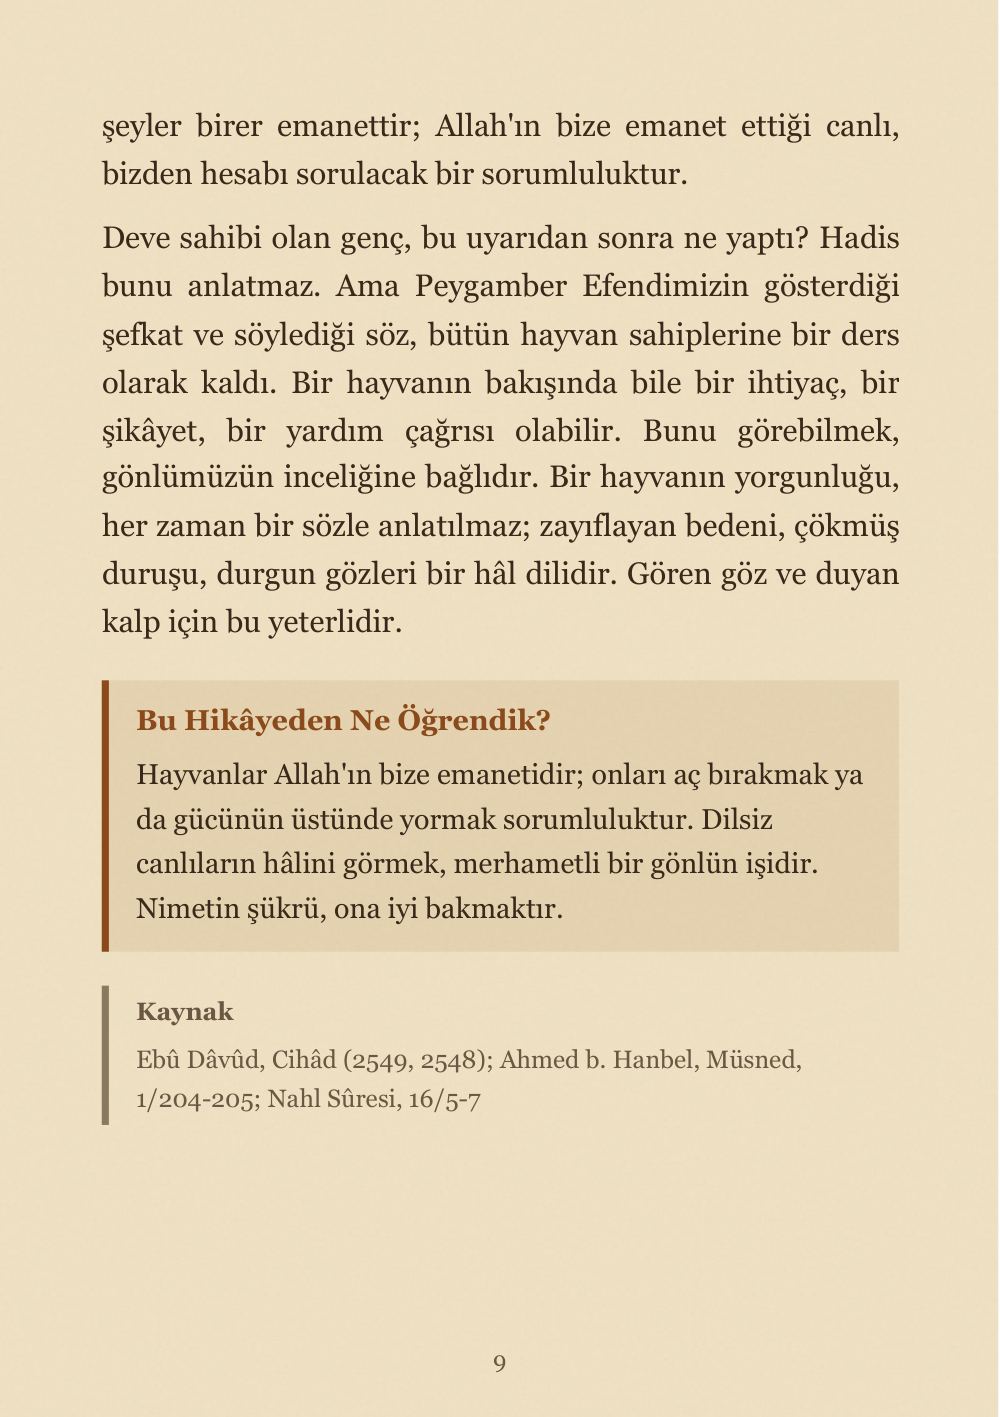 şeyler birer emanettir; Allah'ın bize emanet ettiği canlı,
bizden hesabı sorulacak bir sorumluluktur.
Deve sahibi olan genç, bu uyarıdan sonra ne yaptı? Hadis
bunu anlatmaz. Ama Peygamber Efendimizin gösterdiği
şefkat ve söylediği söz, bütün hayvan sahiplerine bir ders
olarak kaldı. Bir hayvanın bakışında bile bir ihtiyaç, bir
şikâyet, bir yardım çağrısı olabilir. Bunu görebilmek,
gönlümüzün inceliğine bağlıdır. Bir hayvanın yorgunluğu,
her zaman bir sözle anlatılmaz; zayıflayan bedeni, çökmüş
duruşu, durgun gözleri bir hâl dilidir. Gören göz ve duyan
kalp için bu yeterlidir.
Bu Hikâyeden Ne Öğrendik?
Hayvanlar Allah'ın bize emanetidir; onları aç bırakmak ya
da gücünün üstünde yormak sorumluluktur. Dilsiz
canlıların hâlini görmek, merhametli bir gönlün işidir.
Nimetin şükrü, ona iyi bakmaktır.
Kaynak
Ebû Dâvûd, Cihâd (2549, 2548); Ahmed b. Hanbel, Müsned,
1/204-205; Nahl Sûresi, 16/5-7
9